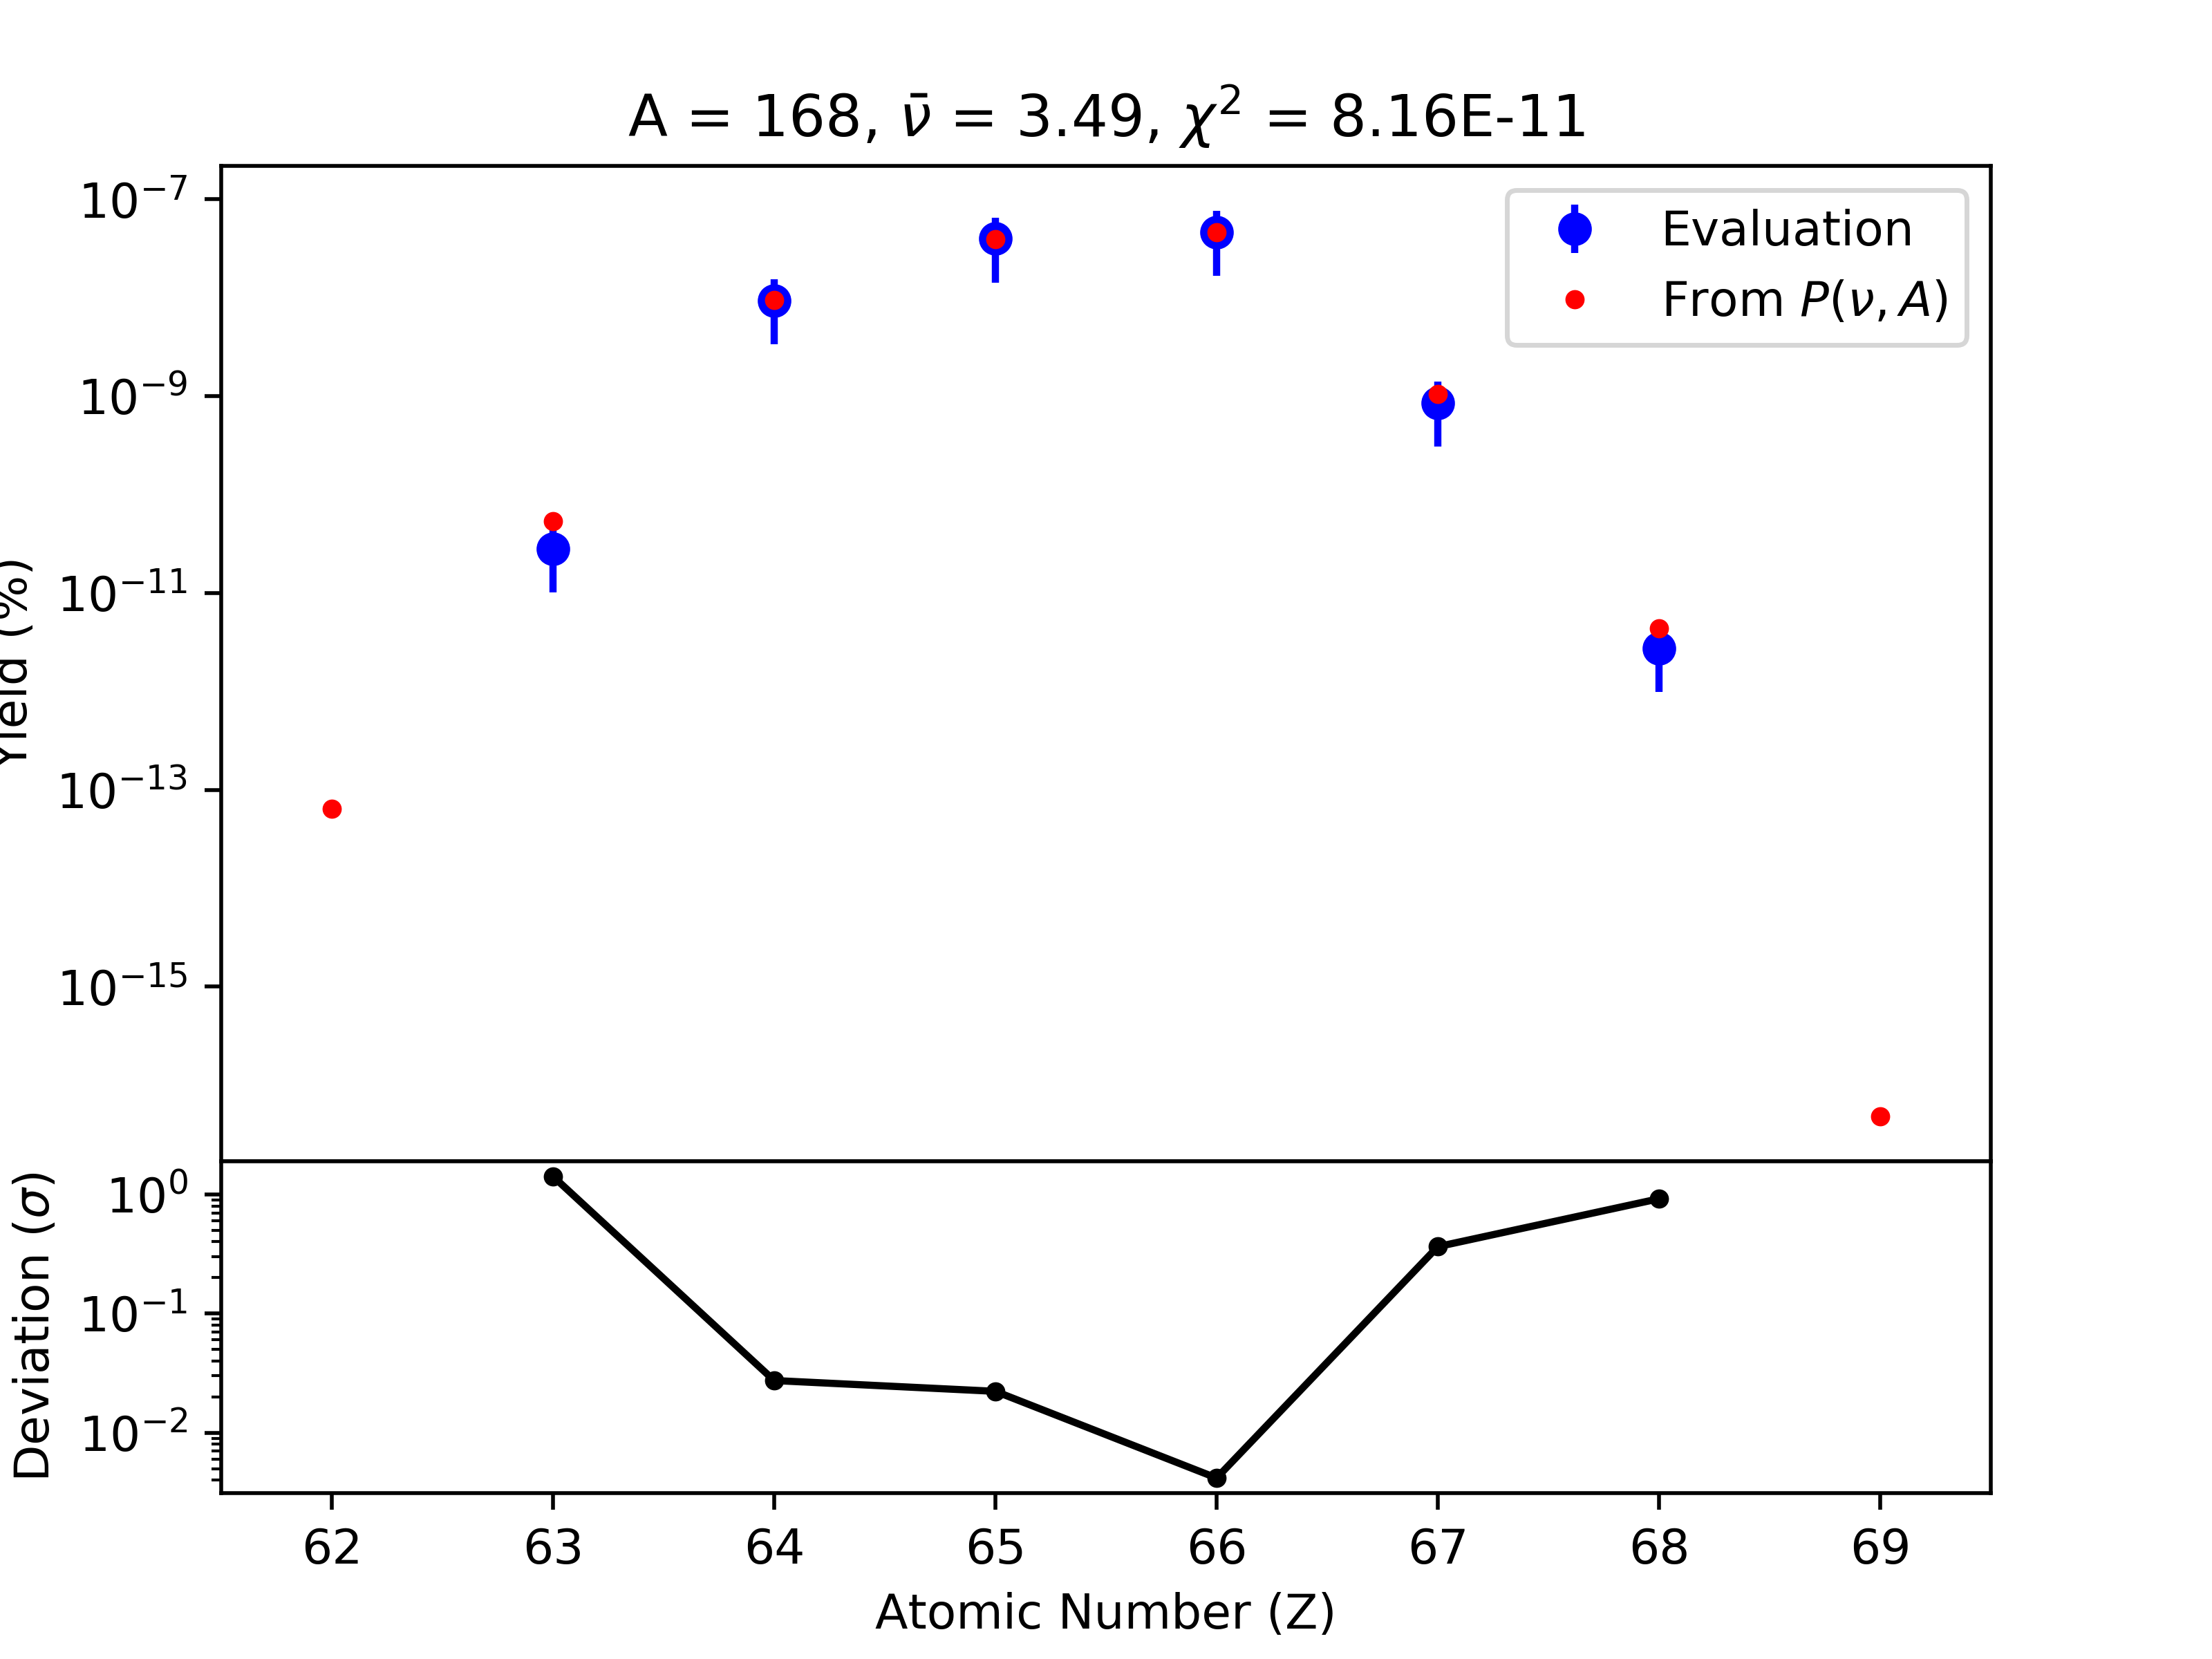 A = 168, ν̄ = 3.49, χ² = 8.16E-11
Evaluation
From P(ν, A)
Yield (%)
10⁻⁷
10⁻⁹
10⁻¹¹
10⁻¹³
10⁻¹⁵
Deviation (σ)
10⁰
10⁻¹
10⁻²
62 63 64 65 66 67 68 69
Atomic Number (Z)